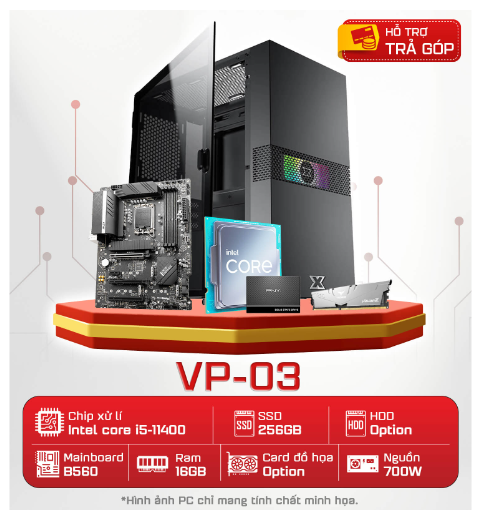 HỖ TRỢ
TRẢ GÓP
intel
CORE
PNY
VP-03
Chip xử lí
Intel core i5-11400
SSD
SSD
256GB
HDD
HDD
Option
Mainboard
B560
Ram
16GB
Card đồ họa
Option
Nguồn
700W
*Hình ảnh PC chỉ mang tính chất minh họa.